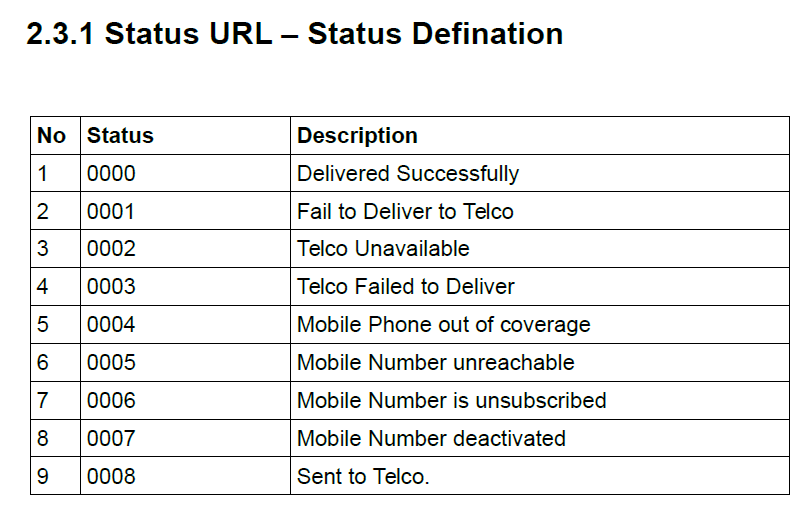 2.3.1 Status URL – Status Defination
No Status Description
1 0000 Delivered Successfully
2 0001 Fail to Deliver to Telco
3 0002 Telco Unavailable
4 0003 Telco Failed to Deliver
5 0004 Mobile Phone out of coverage
6 0005 Mobile Number unreachable
7 0006 Mobile Number is unsubscribed
8 0007 Mobile Number deactivated
9 0008 Sent to Telco.